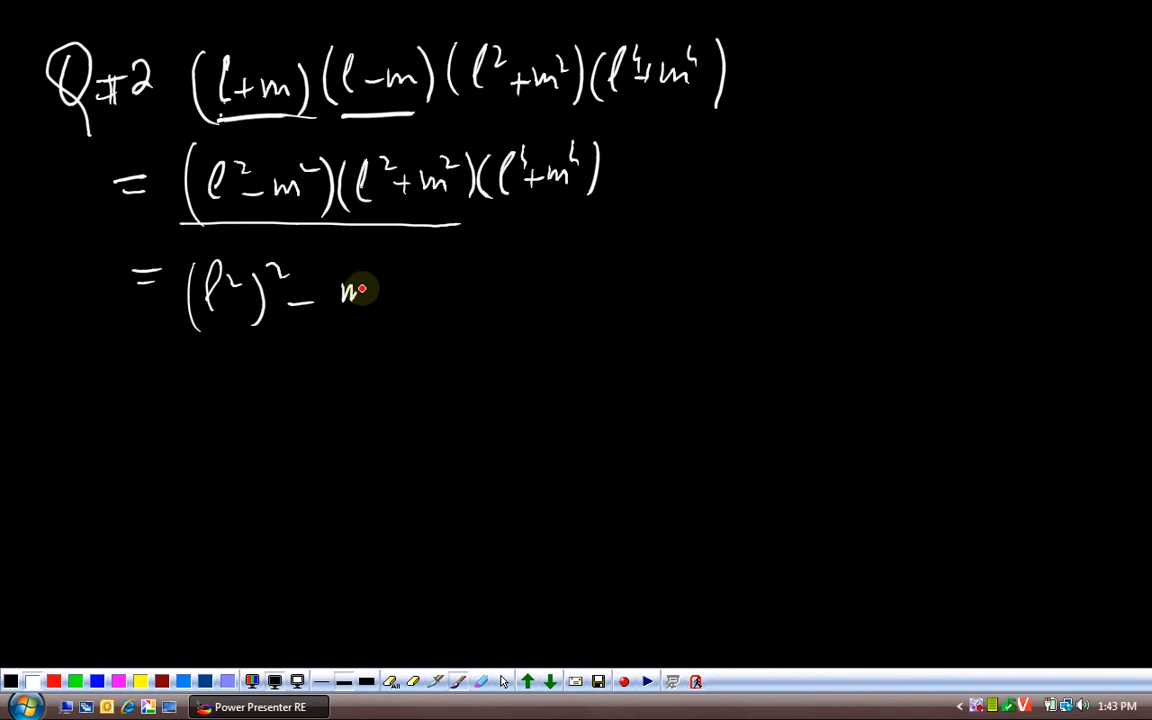 Q#2 (l+m)(l-m)(l²+m²)(l⁴+m⁴)
= (l²-m²)(l²+m²)(l⁴+m⁴)
= (l²)² -
All
Power Presenter RE
1:43 PM